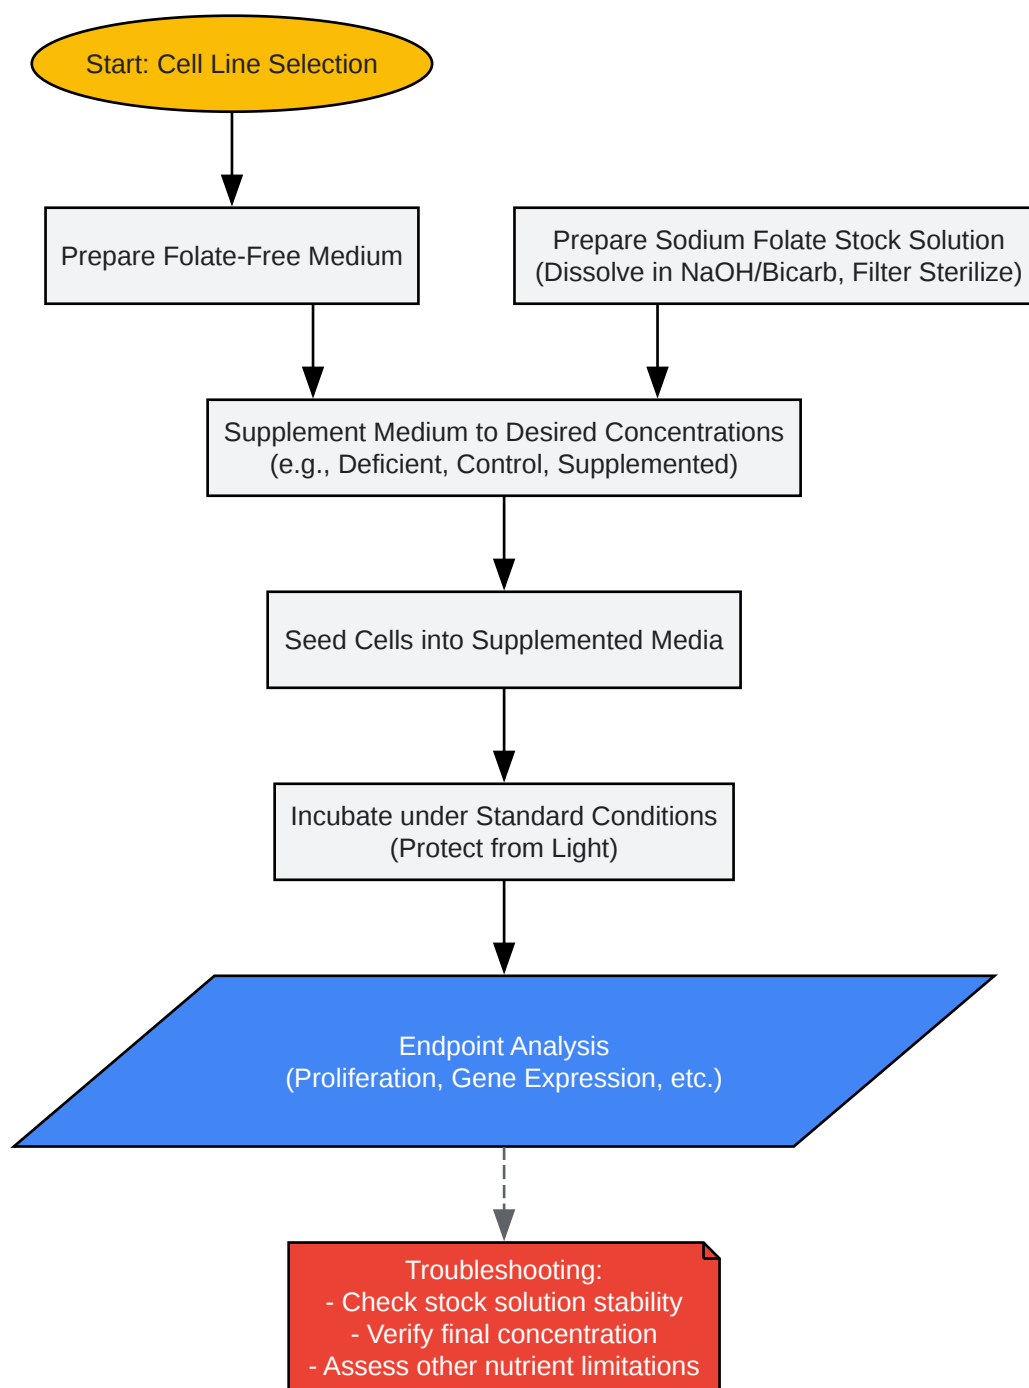 Start: Cell Line Selection
Prepare Folate-Free Medium
Prepare Sodium Folate Stock Solution
(Dissolve in NaOH/Bicarb, Filter Sterilize)
Supplement Medium to Desired Concentrations
(e.g., Deficient, Control, Supplemented)
Seed Cells into Supplemented Media
Incubate under Standard Conditions
(Protect from Light)
Endpoint Analysis
(Proliferation, Gene Expression, etc.)
Troubleshooting:
- Check stock solution stability
- Verify final concentration
- Assess other nutrient limitations